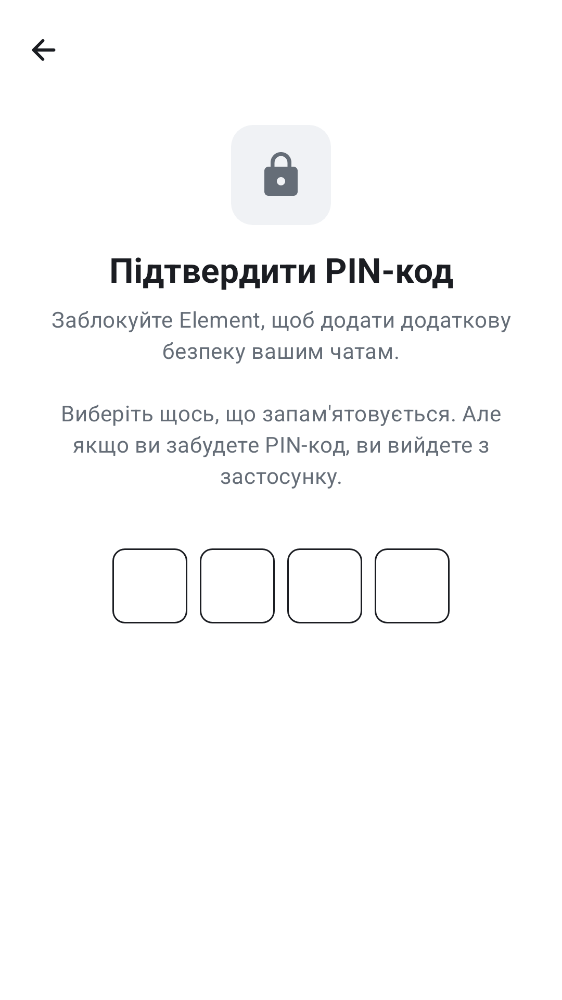 Підтвердити PIN-код
Заблокуйте Element, щоб додати додаткову
безпеку вашим чатам.
Виберіть щось, що запам'ятовується. Але
якщо ви забудете PIN-код, ви вийдете з
застосунку.